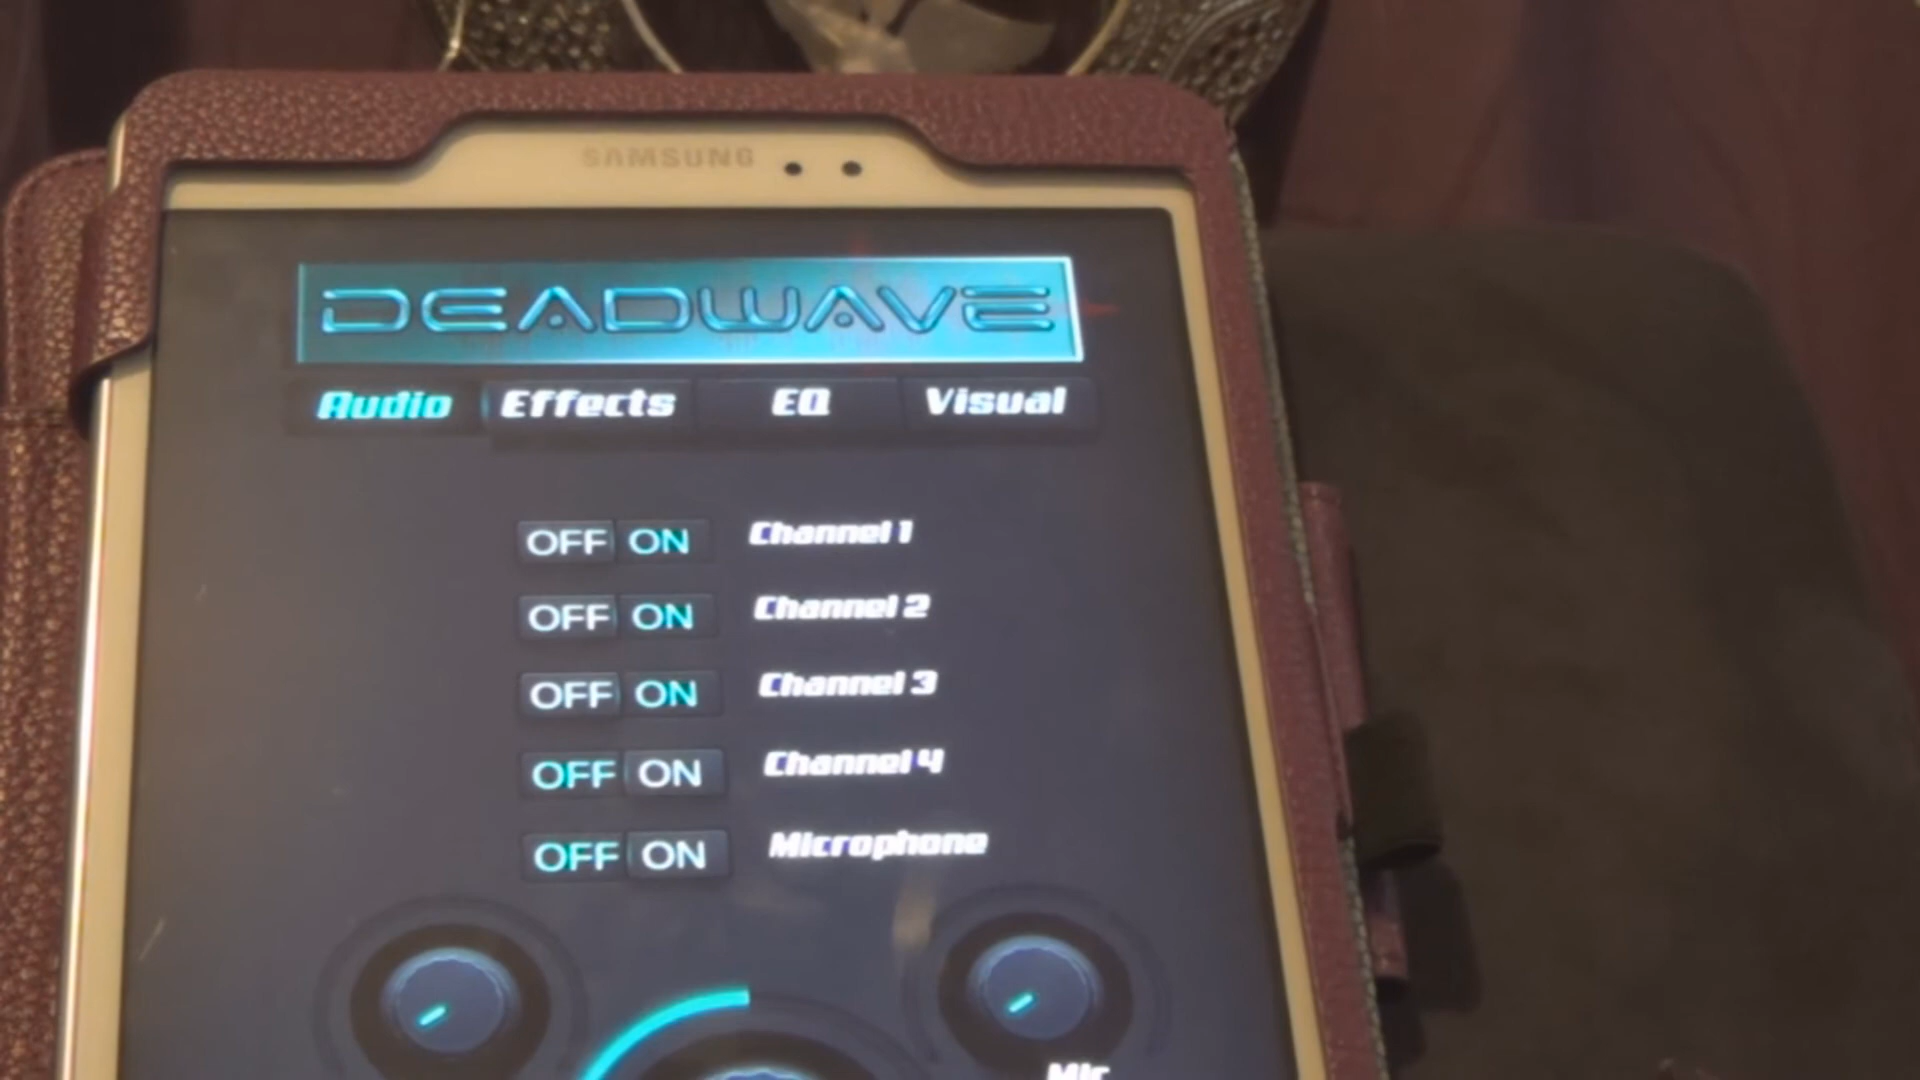 SAMSUNG
DEADWAVE
Audio Effects EQ Visual
OFF ON Channel 1
OFF ON Channel 2
OFF ON Channel 3
OFF ON Channel 4
OFF ON Microphone
Mic